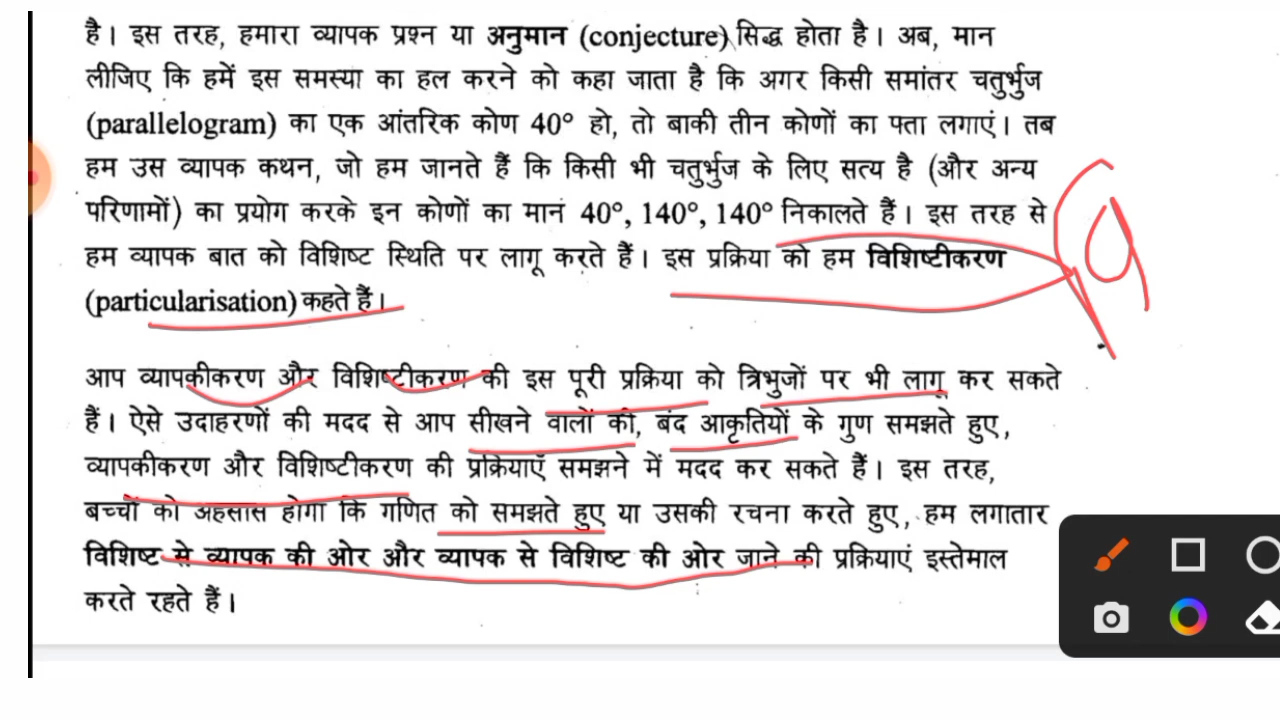 है। इस तरह, हमारा व्यापक प्रश्न या अनुमान (conjecture) सिद्ध होता है। अब, मान
लीजिए कि हमें इस समस्या का हल करने को कहा जाता है कि अगर किसी समांतर चतुर्भुज
(parallelogram) का एक आंतरिक कोण 40° हो, तो बाकी तीन कोणों का पता लगाएं। तब
हम उस व्यापक कथन, जो हम जानते हैं कि किसी भी चतुर्भुज के लिए सत्य है (और अन्य
परिणामों) का प्रयोग करके इन कोणों का मान 40°, 140°, 140° निकालते हैं। इस तरह से
हम व्यापक बात को विशिष्ट स्थिति पर लागू करते हैं। इस प्रक्रिया को हम विशिष्टीकरण
(particularisation) कहते हैं।
आप व्यापकीकरण और विशिष्टीकरण की इस पूरी प्रक्रिया को त्रिभुजों पर भी लागू कर सकते
हैं। ऐसे उदाहरणों की मदद से आप सीखने वालों की, बंद आकृतियों के गुण समझते हुए,
व्यापकीकरण और विशिष्टीकरण की प्रक्रियाएँ समझने में मदद कर सकते हैं। इस तरह,
बच्चों को अहसास होगा कि गणित को समझते हुए या उसकी रचना करते हुए, हम लगातार
विशिष्ट से व्यापक की ओर और व्यापक से विशिष्ट की ओर जाने की प्रक्रियाएं इस्तेमाल
करते रहते हैं।